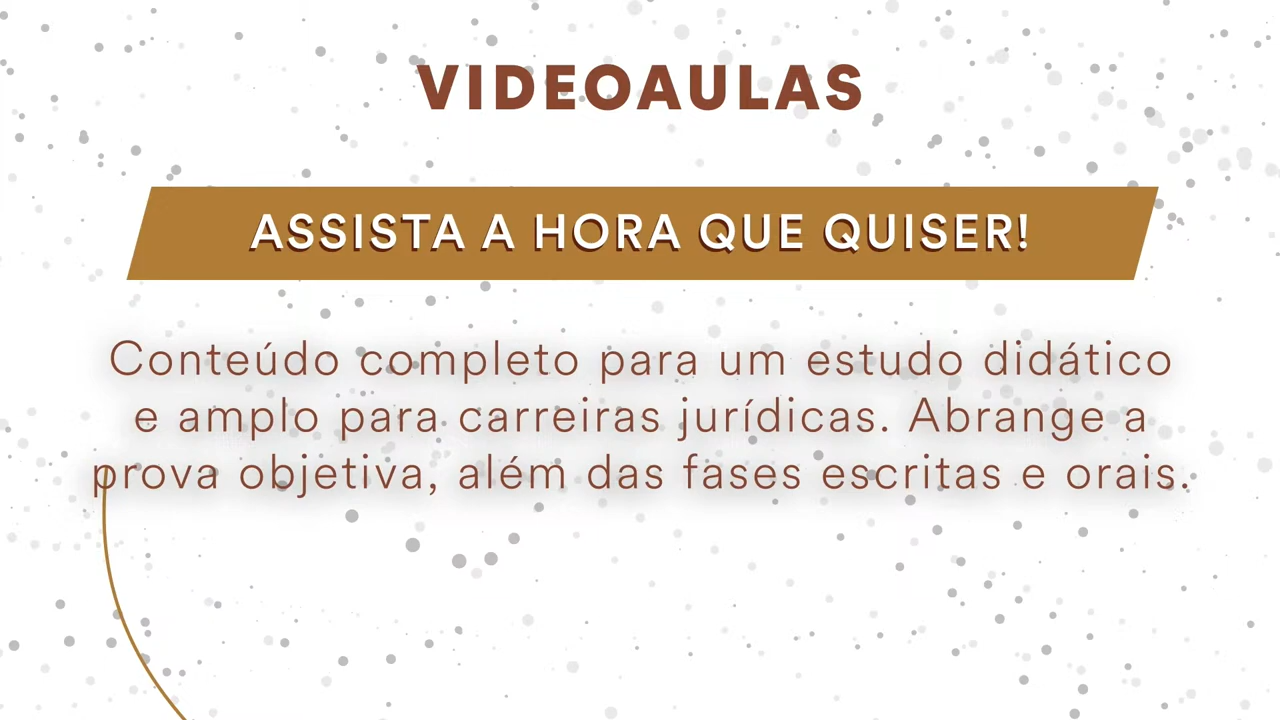 VIDEOAULAS
ASSISTA A HORA QUE QUISER!
Conteúdo completo para um estudo didático
e amplo para carreiras jurídicas. Abrange a
prova objetiva, além das fases escritas e orais.